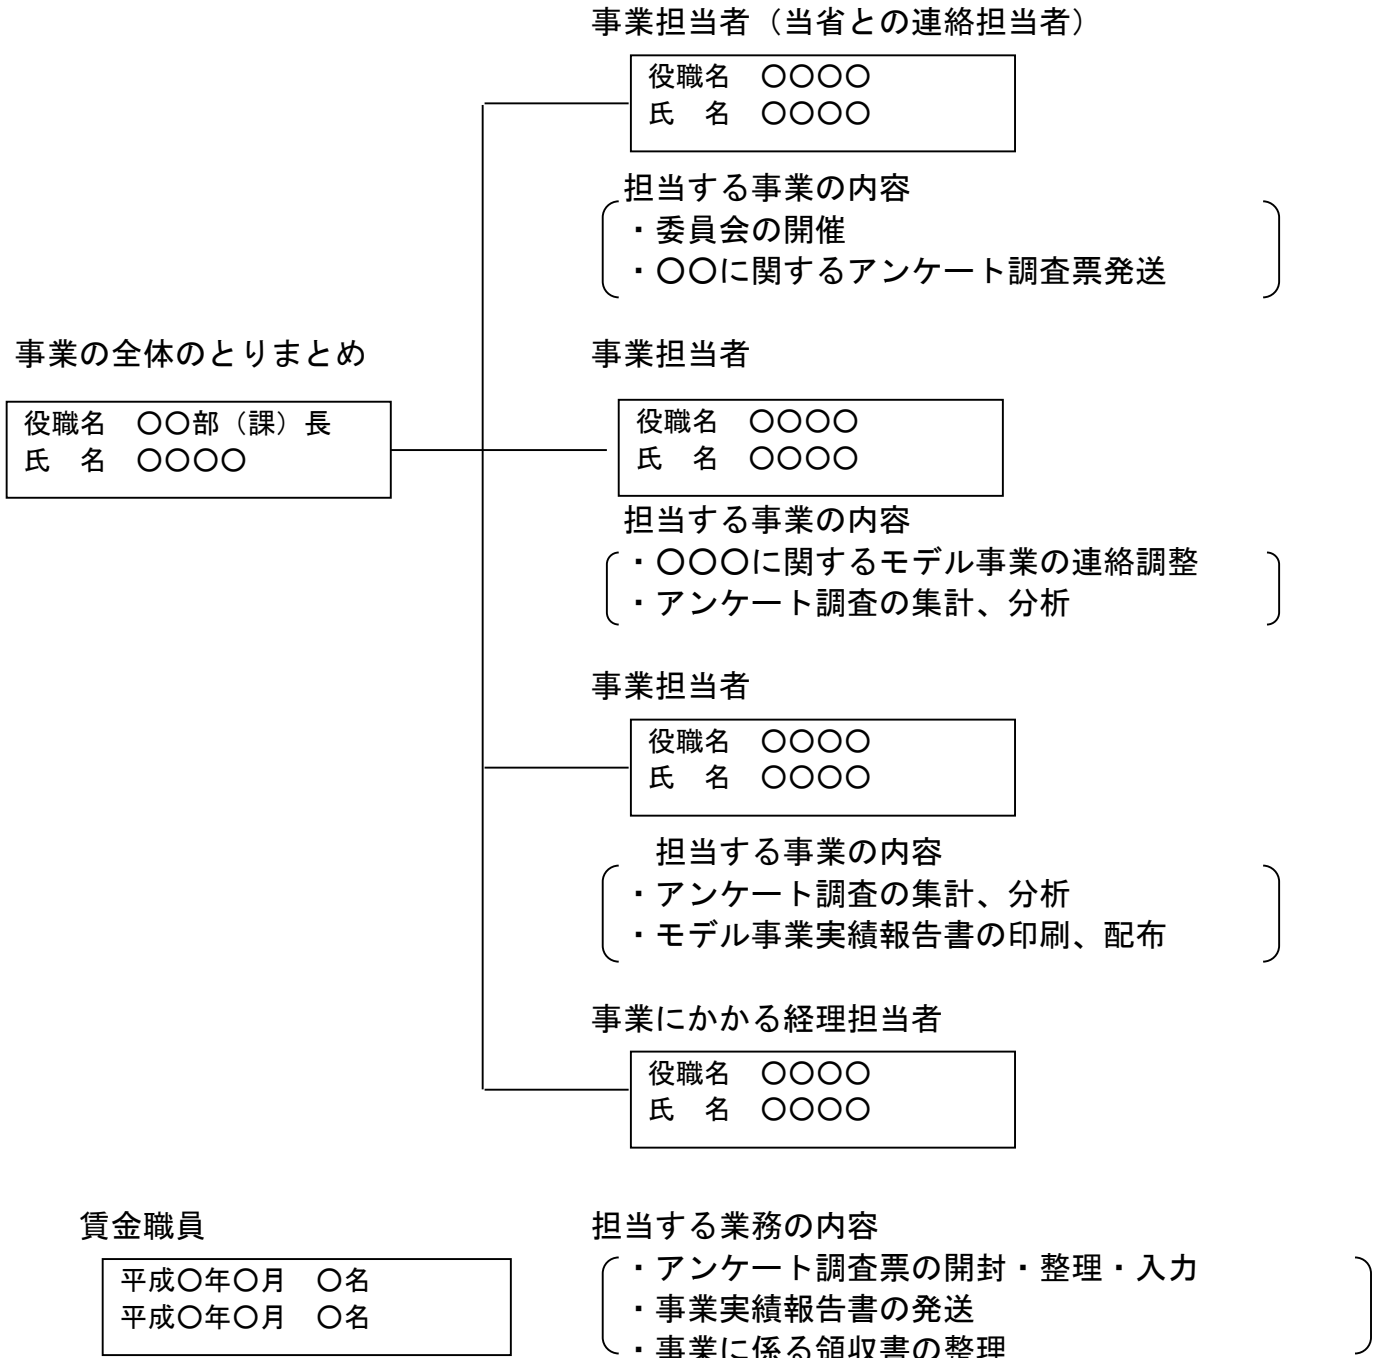 事業担当者（当省との連絡担当者）
役職名　〇〇〇〇
氏　名　〇〇〇〇
担当する事業の内容
・委員会の開催
・〇〇に関するアンケート調査票発送
事業の全体のとりまとめ
役職名　〇〇部（課）長
氏　名　〇〇〇〇
事業担当者
役職名　〇〇〇〇
氏　名　〇〇〇〇
担当する事業の内容
・〇〇〇に関するモデル事業の連絡調整
・アンケート調査の集計、分析
事業担当者
役職名　〇〇〇〇
氏　名　〇〇〇〇
担当する事業の内容
・アンケート調査の集計、分析
・モデル事業実績報告書の印刷、配布
事業にかかる経理担当者
役職名　〇〇〇〇
氏　名　〇〇〇〇
賃金職員
平成〇年〇月　〇名
平成〇年〇月　〇名
担当する業務の内容
・アンケート調査票の開封・整理・入力
・事業実績報告書の発送
・事業に係る領収書の整理